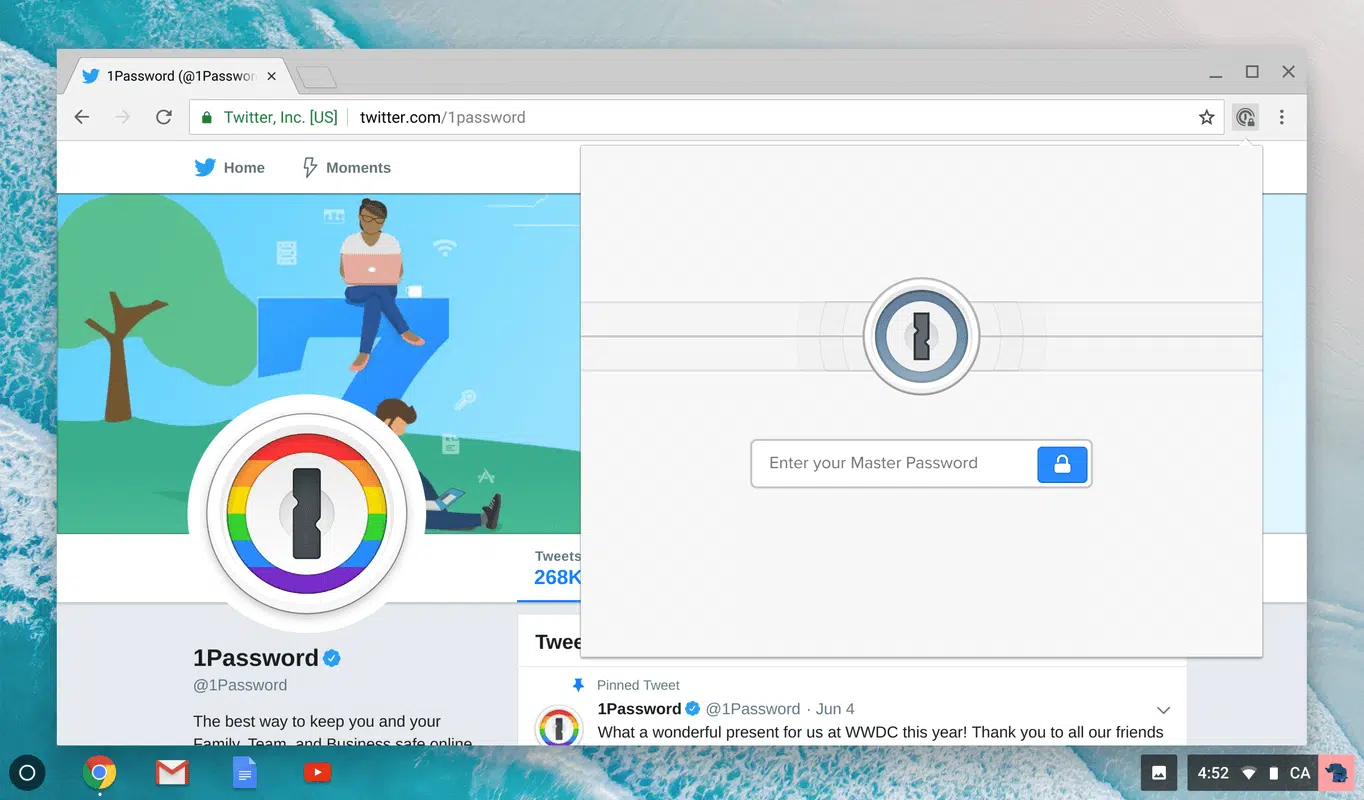 1Password (@1Passwor
Twitter, Inc. [US]
twitter.com/1password
Home
Moments
Enter your Master Password
Tweets
268K
1Password
@1Password
The best way to keep you and your
Family, Team, and Business safe online
Twee
Pinned Tweet
1Password @1Password · Jun 4
What a wonderful present for us at WWDC this year! Thank you to all our friends
4:52
CA